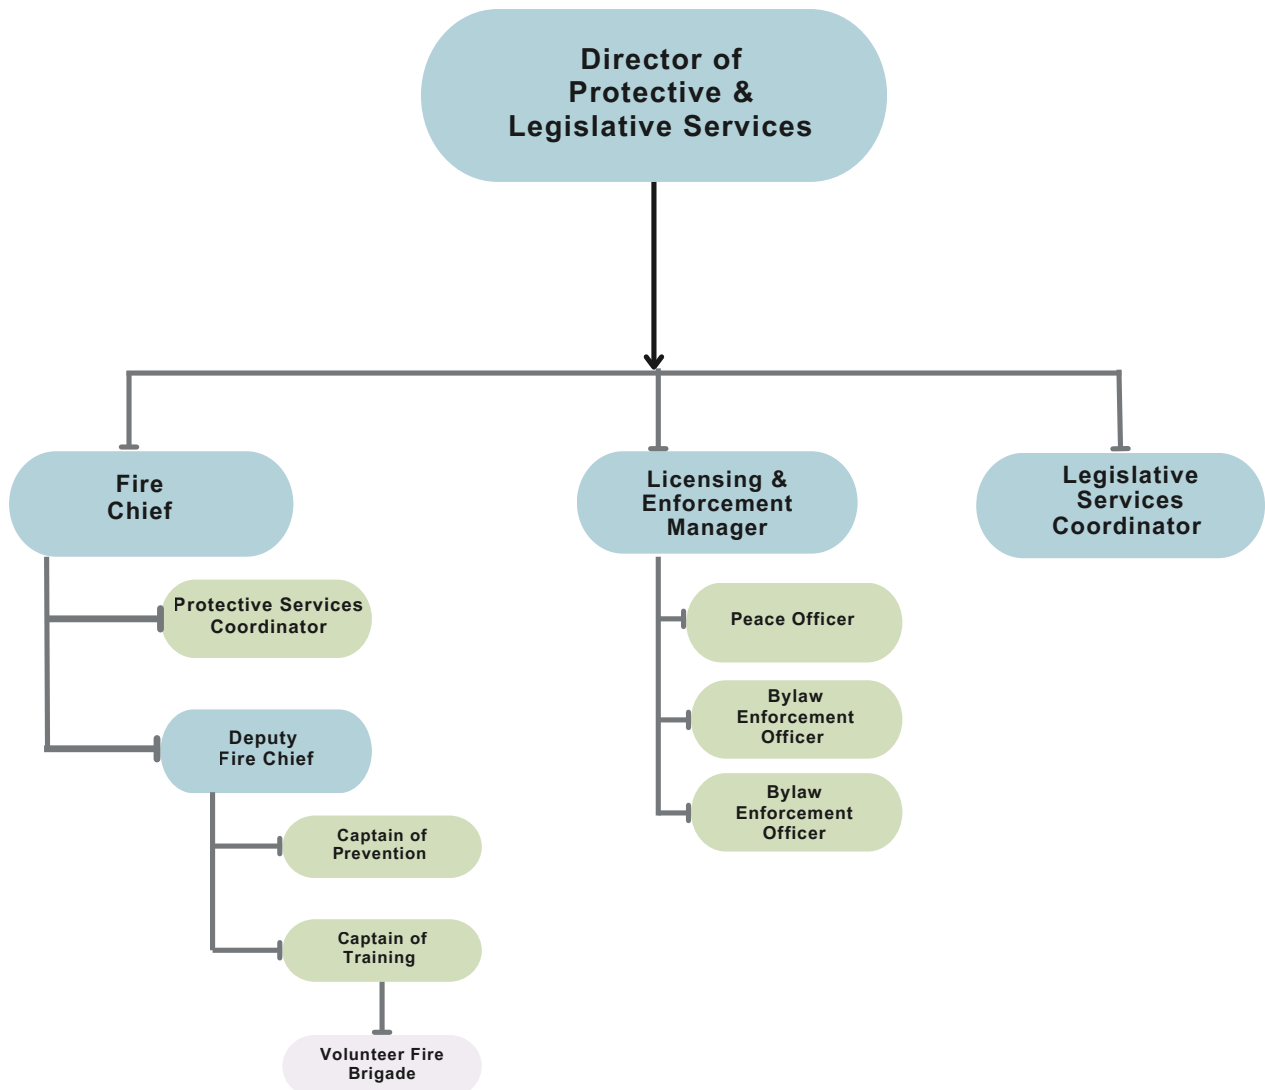 Director of
Protective &
Legislative Services
Fire
Chief
Licensing &
Enforcement
Manager
Legislative
Services
Coordinator
Protective Services
Coordinator
Peace Officer
Bylaw
Enforcement
Officer
Deputy
Fire Chief
Bylaw
Enforcement
Officer
Captain of
Prevention
Captain of
Training
Volunteer Fire
Brigade